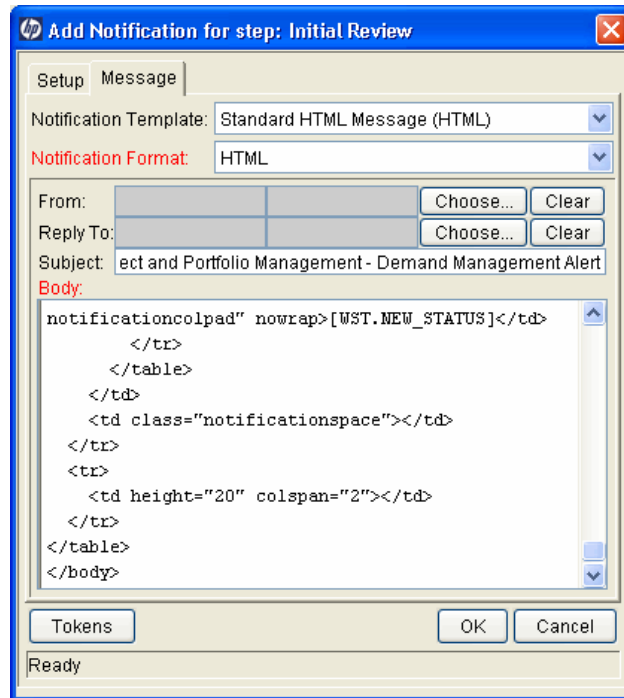 hp Add Notification for step: Initial Review
Setup Message
Notification Template: Standard HTML Message (HTML)
Notification Format: HTML
From: Choose... Clear
Reply To: Choose... Clear
Subject: ect and Portfolio Management - Demand Management Alert
Body:
notificationcolpad" nowrap>[WST.NEW_STATUS]</td>
</tr>
</table>
</td>
<td class="notificationspace"></td>
</tr>
<tr>
<td height="20" colspan="2"></td>
</tr>
</table>
</body>
Tokens OK Cancel
Ready